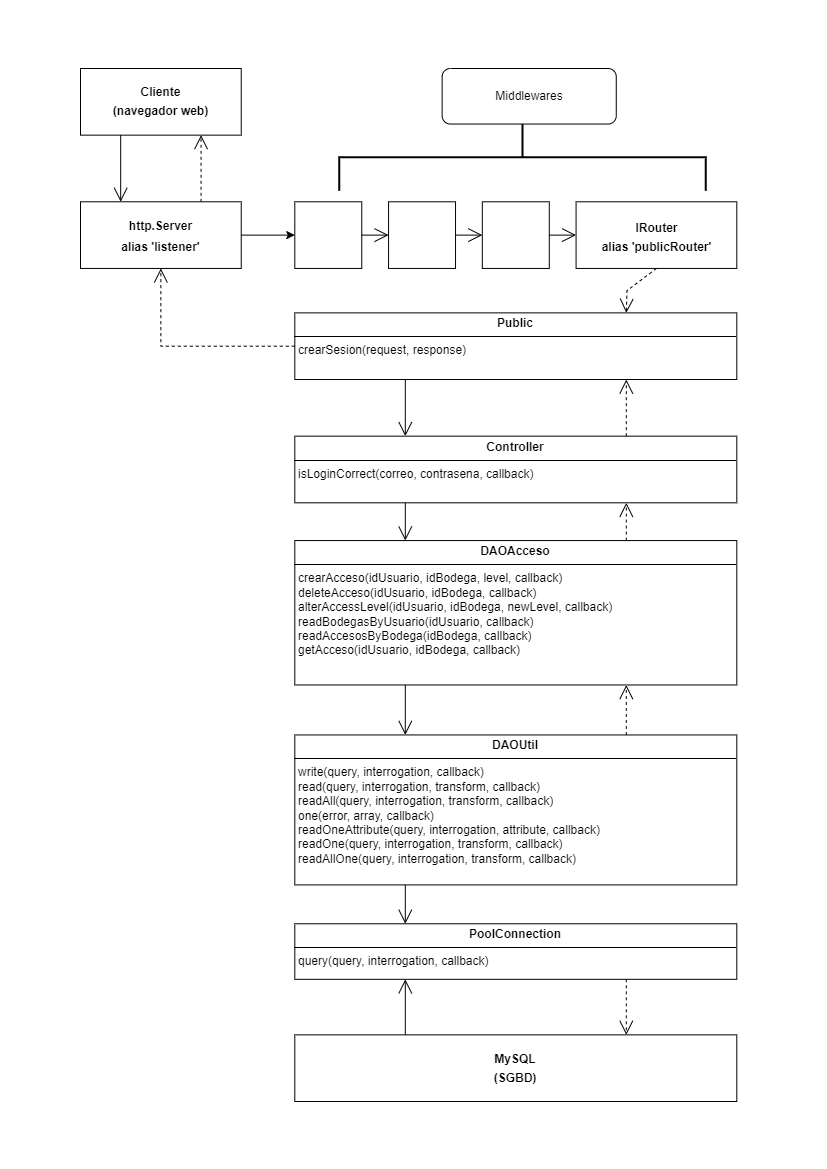 Cliente
(navegador web)
Middlewares
http.Server
alias 'listener'
IRouter
alias 'publicRouter'
Public
crearSesion(request, response)
Controller
isLoginCorrect(correo, contrasena, callback)
DAOAcceso
crearAcceso(idUsuario, idBodega, level, callback)
deleteAcceso(idUsuario, idBodega, callback)
alterAccessLevel(idUsuario, idBodega, newLevel, callback)
readBodegasByUsuario(idUsuario, callback)
readAccesosByBodega(idBodega, callback)
getAcceso(idUsuario, idBodega, callback)
DAOUtil
write(query, interrogation, callback)
read(query, interrogation, transform, callback)
readAll(query, interrogation, transform, callback)
one(error, array, callback)
readOneAttribute(query, interrogation, attribute, callback)
readOne(query, interrogation, transform, callback)
readAllOne(query, interrogation, transform, callback)
PoolConnection
query(query, interrogation, callback)
MySQL
(SGBD)